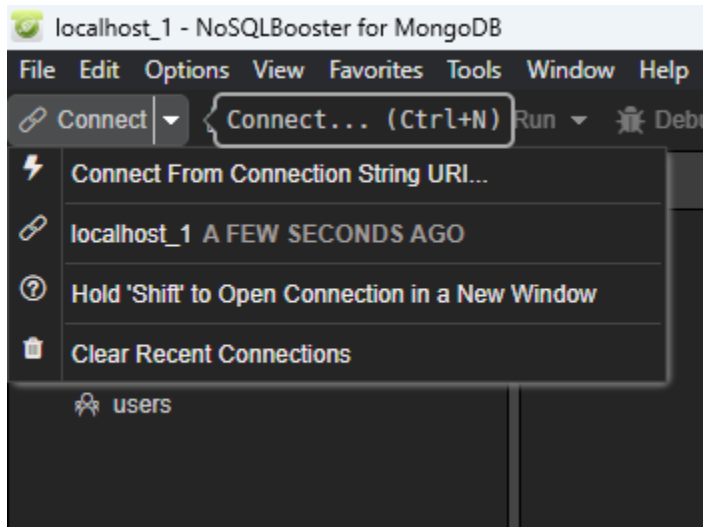 localhost_1 - NoSQLBooster for MongoDB
File Edit Options View Favorites Tools Window Help
Connect Connect... (Ctrl+N) Run
Connect From Connection String URI...
localhost_1 A FEW SECONDS AGO
Hold 'Shift' to Open Connection in a New Window
Clear Recent Connections
users